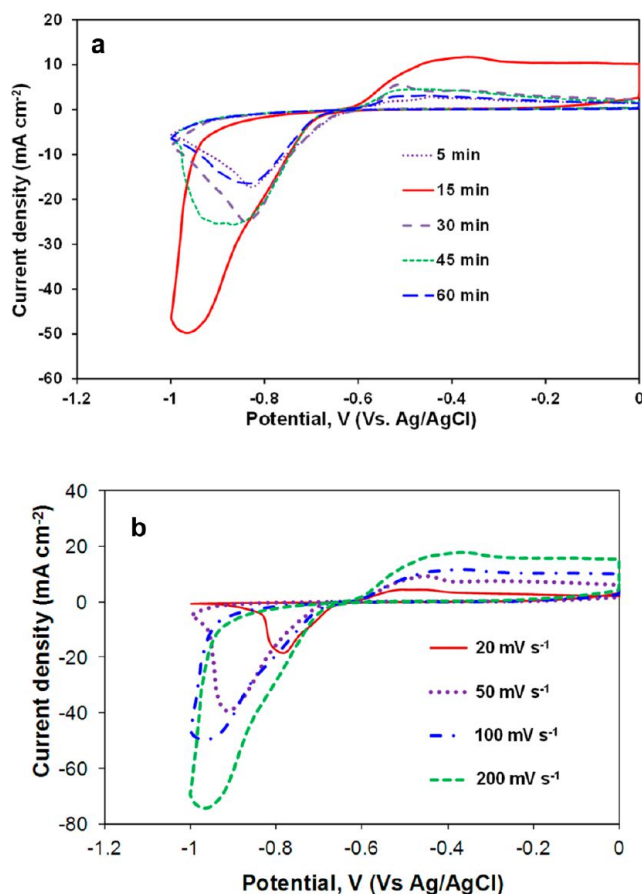 a
Current density (mA cm⁻²)
20
10
0
-10
-20
-30
-40
-50
-60
5 min
15 min
30 min
45 min
60 min
-1.2 -1 -0.8 -0.6 -0.4 -0.2 0
Potential, V (Vs. Ag/AgCl)
b
Current density (mA cm⁻²)
40
20
0
-20
-40
-60
-80
20 mV s⁻¹
50 mV s⁻¹
100 mV s⁻¹
200 mV s⁻¹
-1.2 -1 -0.8 -0.6 -0.4 -0.2 0
Potential, V (Vs Ag/AgCl)